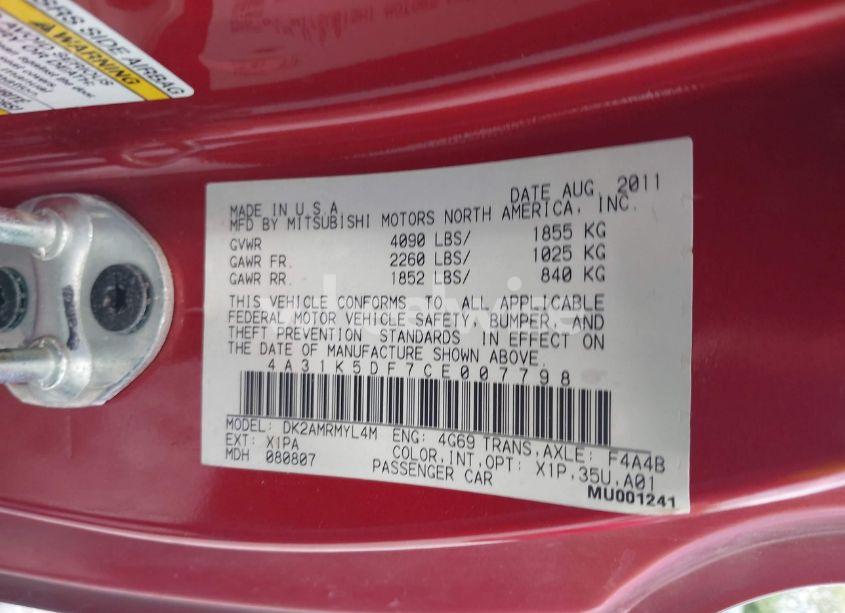 SIDE AIRBAG
WARNING
MADE IN U.S.A. DATE AUG, 2011
MFD BY MITSUBISHI MOTORS NORTH AMERICA, INC.
GVWR 4090 LBS/ 1855 KG
GAWR FR. 2260 LBS/ 1025 KG
GAWR RR. 1852 LBS/ 840 KG
THIS VEHICLE CONFORMS TO ALL APPLICABLE
FEDERAL MOTOR VEHICLE SAFETY, BUMPER, AND
THEFT PREVENTION STANDARDS IN EFFECT ON
THE DATE OF MANUFACTURE SHOWN ABOVE.
4A31K5DF7CE007798
MODEL: DK2AMRMYL4M ENG: 4G69 TRANS,AXLE: F4A4B
EXT: X1PA COLOR,INT,OPT: X1P,35U,A01
MDH 080807 PASSENGER CAR
MU001241